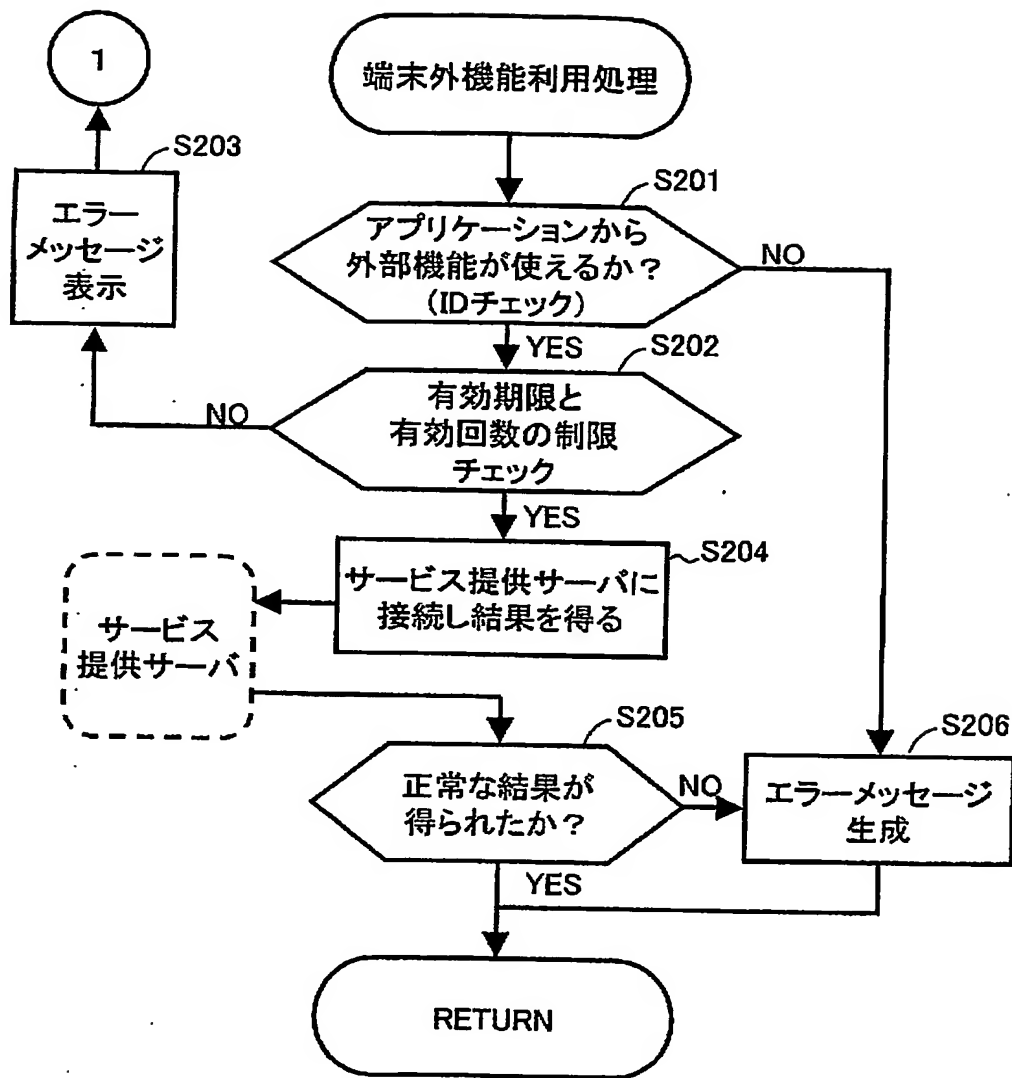 1
端末外機能利用処理
S203
エラー
メッセージ
表示
S201
アプリケーションから
外部機能が使えるか?
(IDチェック)
NO
YES
S202
有効期限と
有効回数の制限
チェック
NO
YES
S204
サービス提供サーバに
接続し結果を得る
サービス
提供サーバ
S205
正常な結果が
得られたか?
NO
YES
S206
エラーメッセージ
生成
RETURN